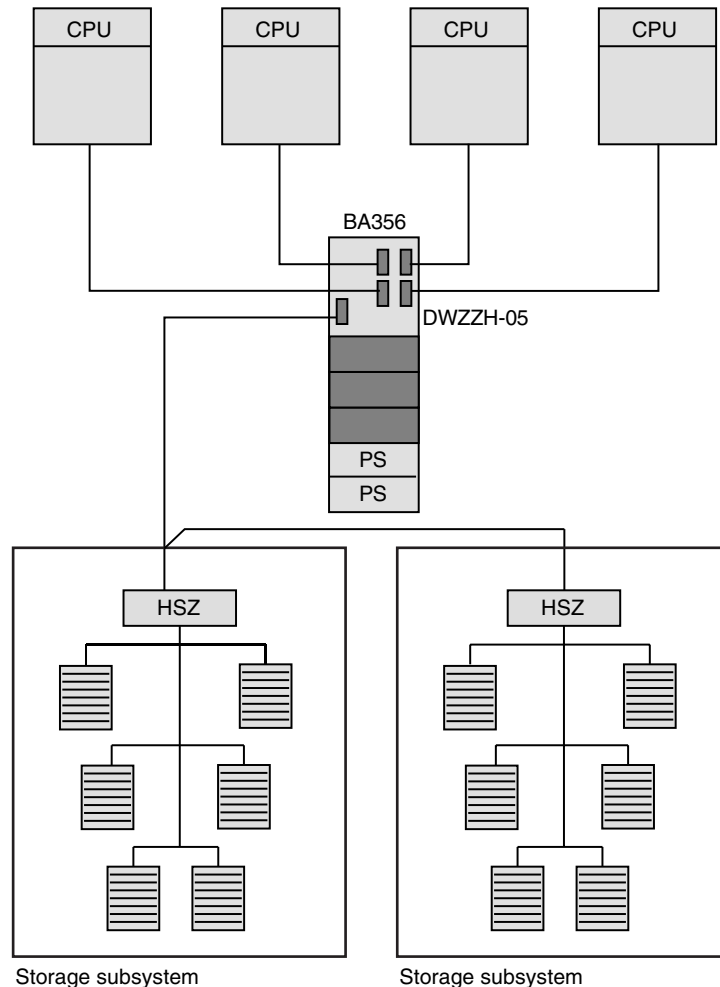 CPU
CPU
CPU
CPU
BA356
DWZZH-05
PS
PS
HSZ
HSZ
Storage subsystem
Storage subsystem